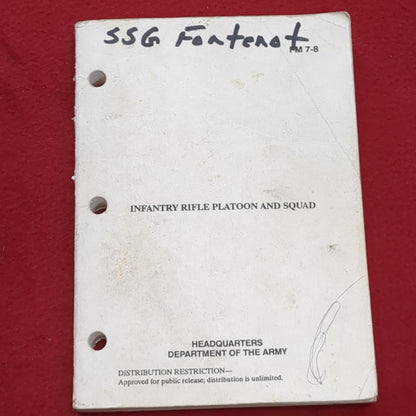 SSG Fontenot
FM 7-8
INFANTRY RIFLE PLATOON AND SQUAD
HEADQUARTERS
DEPARTMENT OF THE ARMY
DISTRIBUTION RESTRICTION—
Approved for public release; distribution is unlimited.